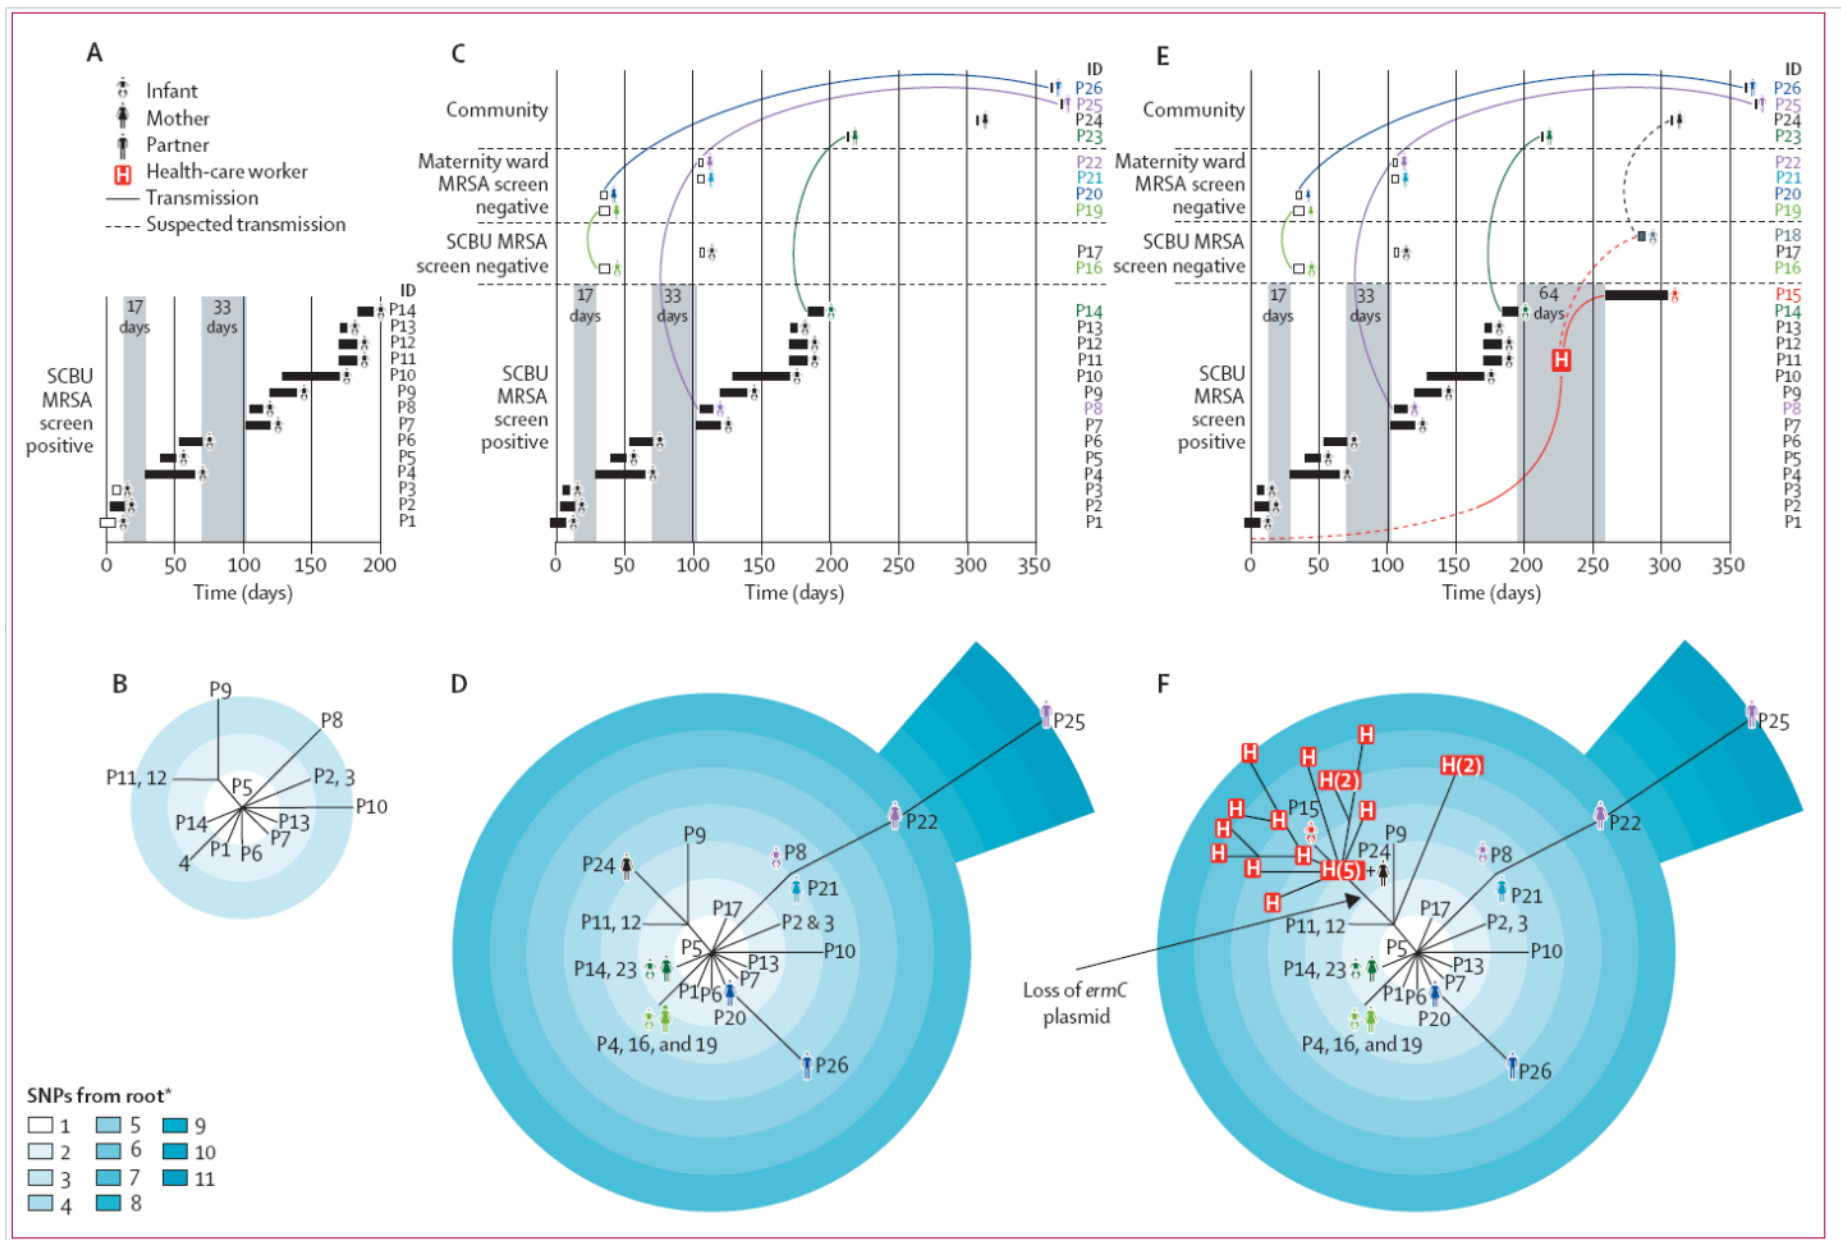 A
Infant
Mother
Partner
H Health-care worker
Transmission
Suspected transmission
SCBU
MRSA
screen
positive
17
days
33
days
ID
P14
P13
P12
P11
P10
P9
P8
P7
P6
P5
P4
P3
P2
P1
0 50 100 150 200
Time (days)
C
Community
Maternity ward
MRSA screen
negative
SCBU MRSA
screen negative
SCBU
MRSA
screen
positive
17
days
33
days
ID
P26
P25
P24
P23
P22
P21
P20
P19
P17
P16
P14
P13
P12
P11
P10
P9
P8
P7
P6
P5
P4
P3
P2
P1
0 50 100 150 200 250 300 350
Time (days)
E
Community
Maternity ward
MRSA screen
negative
SCBU MRSA
screen negative
SCBU
MRSA
screen
positive
17
days
33
days
64
days
H
ID
P26
P25
P24
P23
P22
P21
P20
P19
P18
P17
P16
P15
P14
P13
P12
P11
P10
P9
P8
P7
P6
P5
P4
P3
P2
P1
0 50 100 150 200 250 300 350
Time (days)
B
P9
P8
P11, 12
P5
P2, 3
P10
P14
P13
P7
4
P1
P6
D
P25
P22
P9
P8
P24
P21
P17
P11, 12
P2 & 3
P5
P10
P13
P14, 23
P7
P1
P6
P20
P4, 16, and 19
P26
F
P25
H
H
H
H(2)
H(2)
H
P15
H
H
P22
H
P9
H
H
P24
P8
H
H(5)
+
H
P21
P17
P11, 12
P2, 3
P5
P10
P13
P14, 23
P7
P1
P6
P20
Loss of ermC
plasmid
P4, 16, and 19
P26
SNPs from root*
1 5 9
2 6 10
3 7 11
4 8